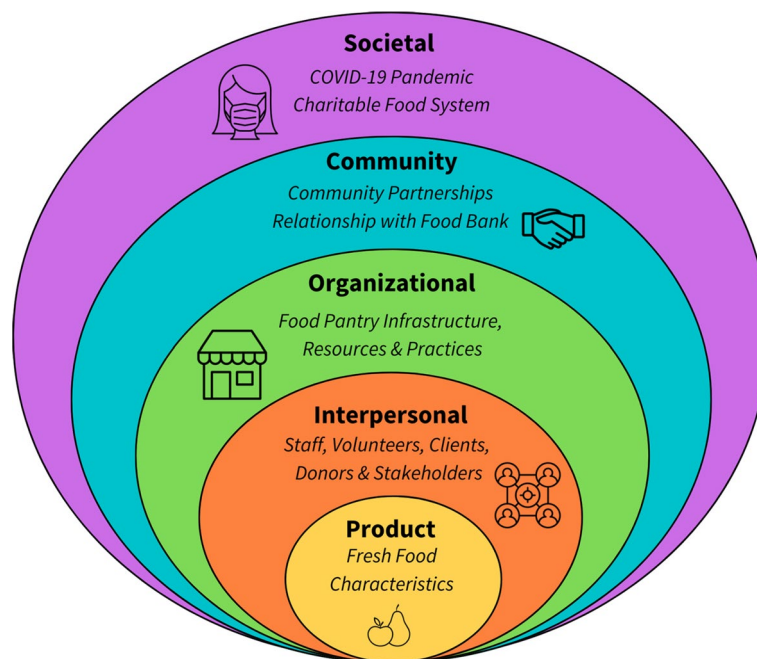 Societal
COVID-19 Pandemic
Charitable Food System
Community
Community Partnerships
Relationship with Food Bank
Organizational
Food Pantry Infrastructure,
Resources & Practices
Interpersonal
Staff, Volunteers, Clients,
Donors & Stakeholders
Product
Fresh Food
Characteristics